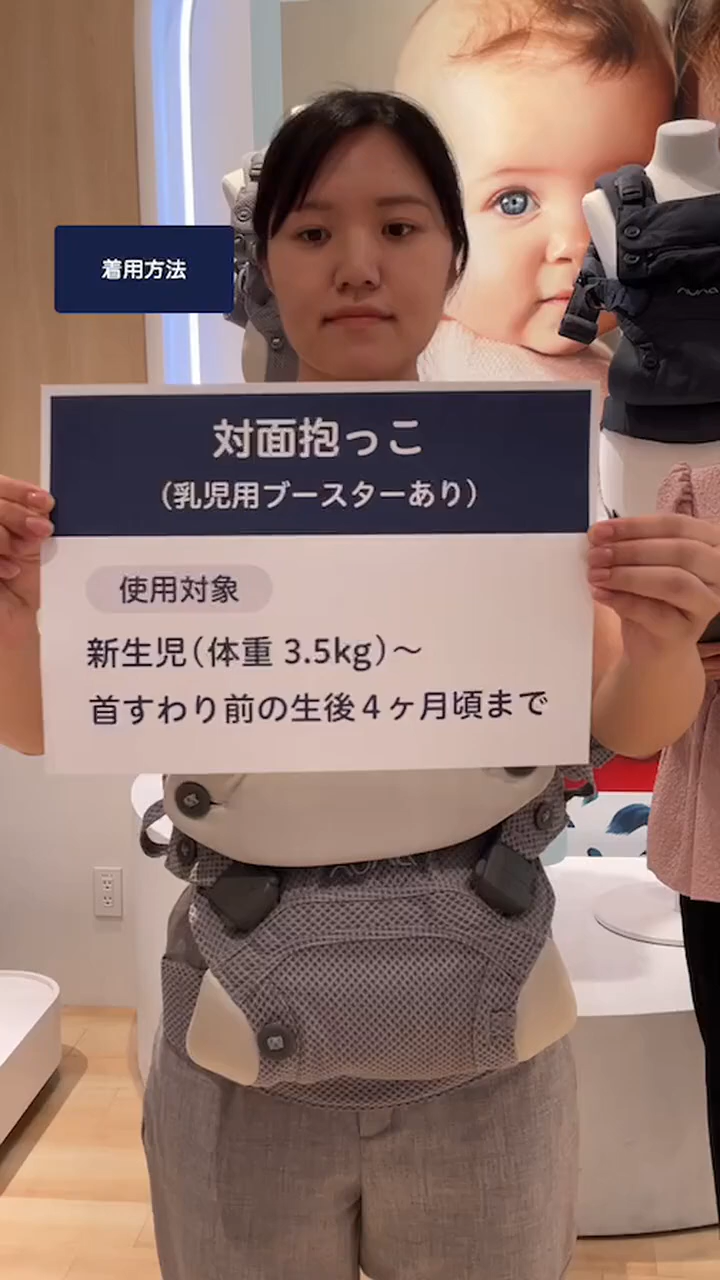 着用方法
対面抱っこ
（乳児用ブースターあり）
使用対象
新生児（体重 3.5kg）～
首すわり前の生後4ヶ月頃まで
nuna